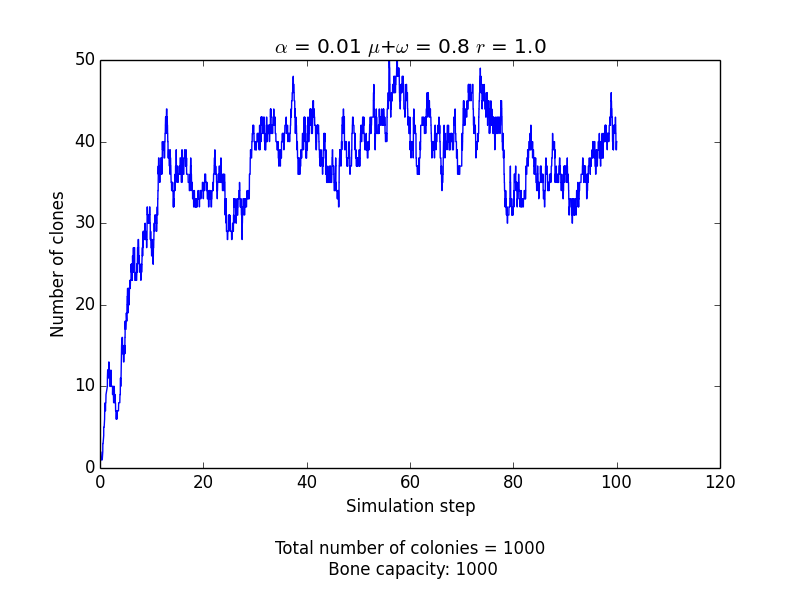 α = 0.01 μ+ω = 0.8 r = 1.0
50
40
30
20
10
0
Number of clones
0 20 40 60 80 100 120
Simulation step
Total number of colonies = 1000
Bone capacity: 1000